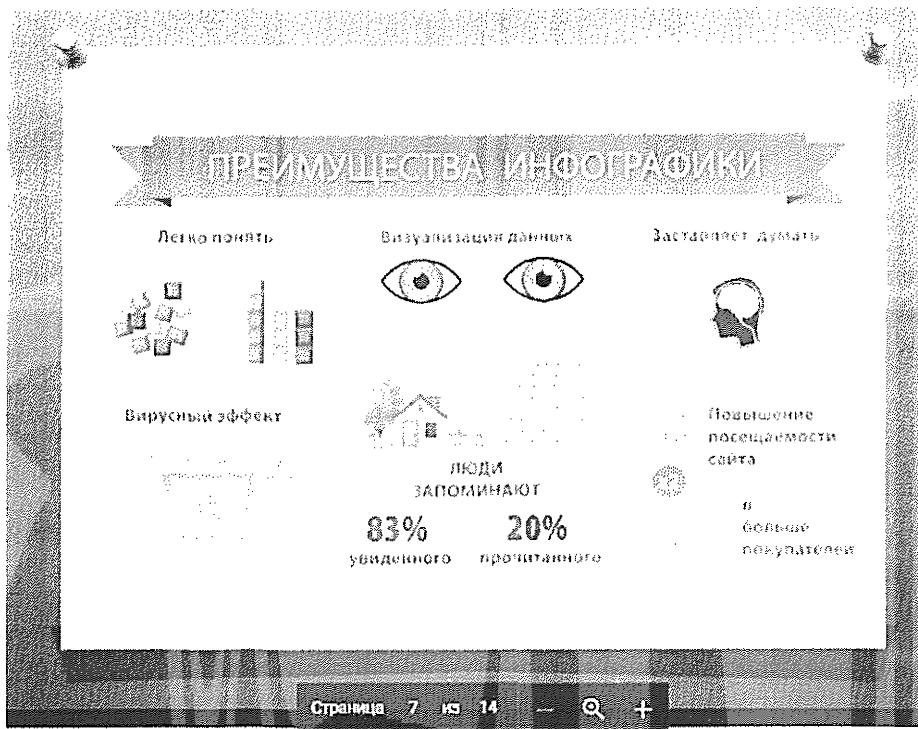 ПРЕИМУЩЕСТВА ИНФОГРАФИКИ
Легко понять
Визуализация данных
Заставляет думать
Вирусный эффект
ЛЮДИ
ЗАПОМИНАЮТ
83%
увиденного
20%
прочитанного
Повышение
посещаемости
сайта
и
больше
покупателей
Страница 7 из 14